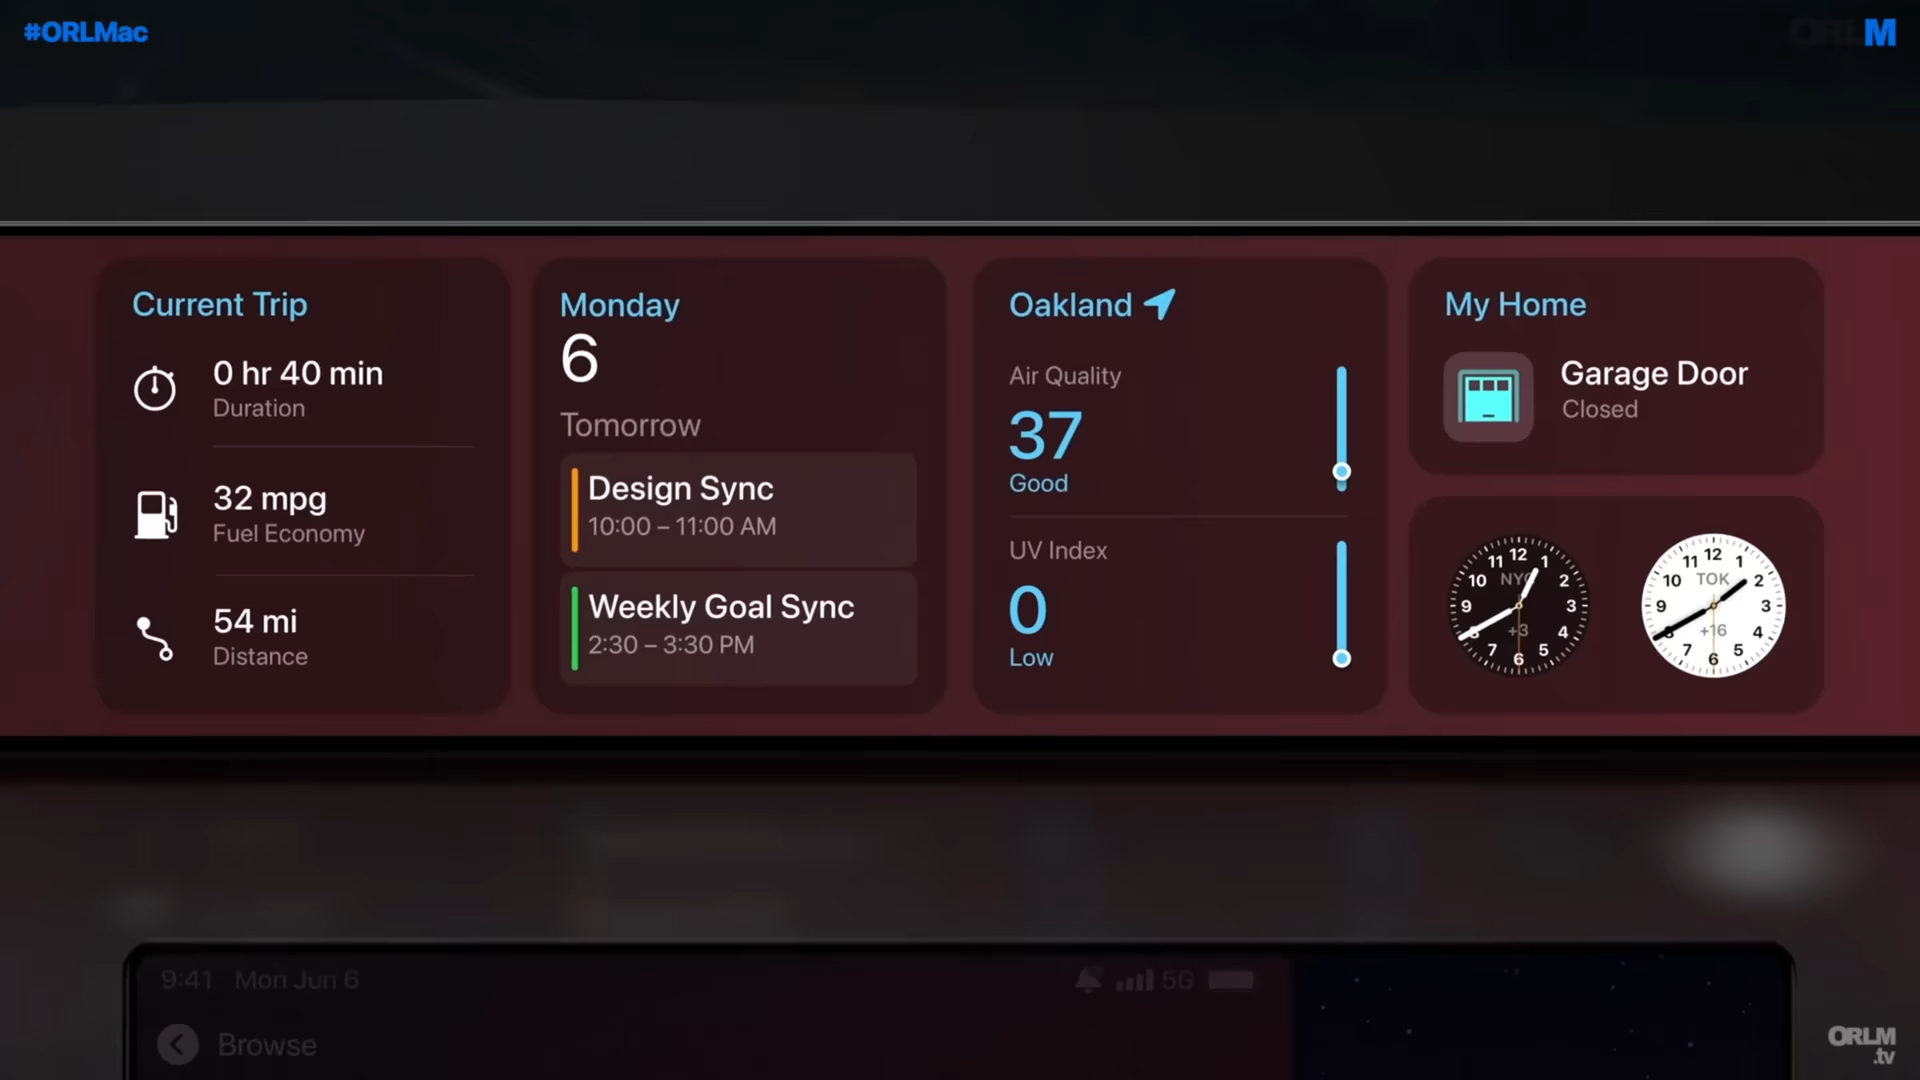 #ORLMac
ORLM
Current Trip
0 hr 40 min
Duration
32 mpg
Fuel Economy
54 mi
Distance
Monday
6
Tomorrow
Design Sync
10:00 – 11:00 AM
Weekly Goal Sync
2:30 – 3:30 PM
Oakland
Air Quality
37
Good
UV Index
0
Low
My Home
Garage Door
Closed
12 1 2 3 4 5 6 7 8 9 10 11
NYC
+3
12 1 2 3 4 5 6 7 8 9 10 11
TOK
+16
9:41 Mon Jun 6
5G
Browse
ORLM
.tv